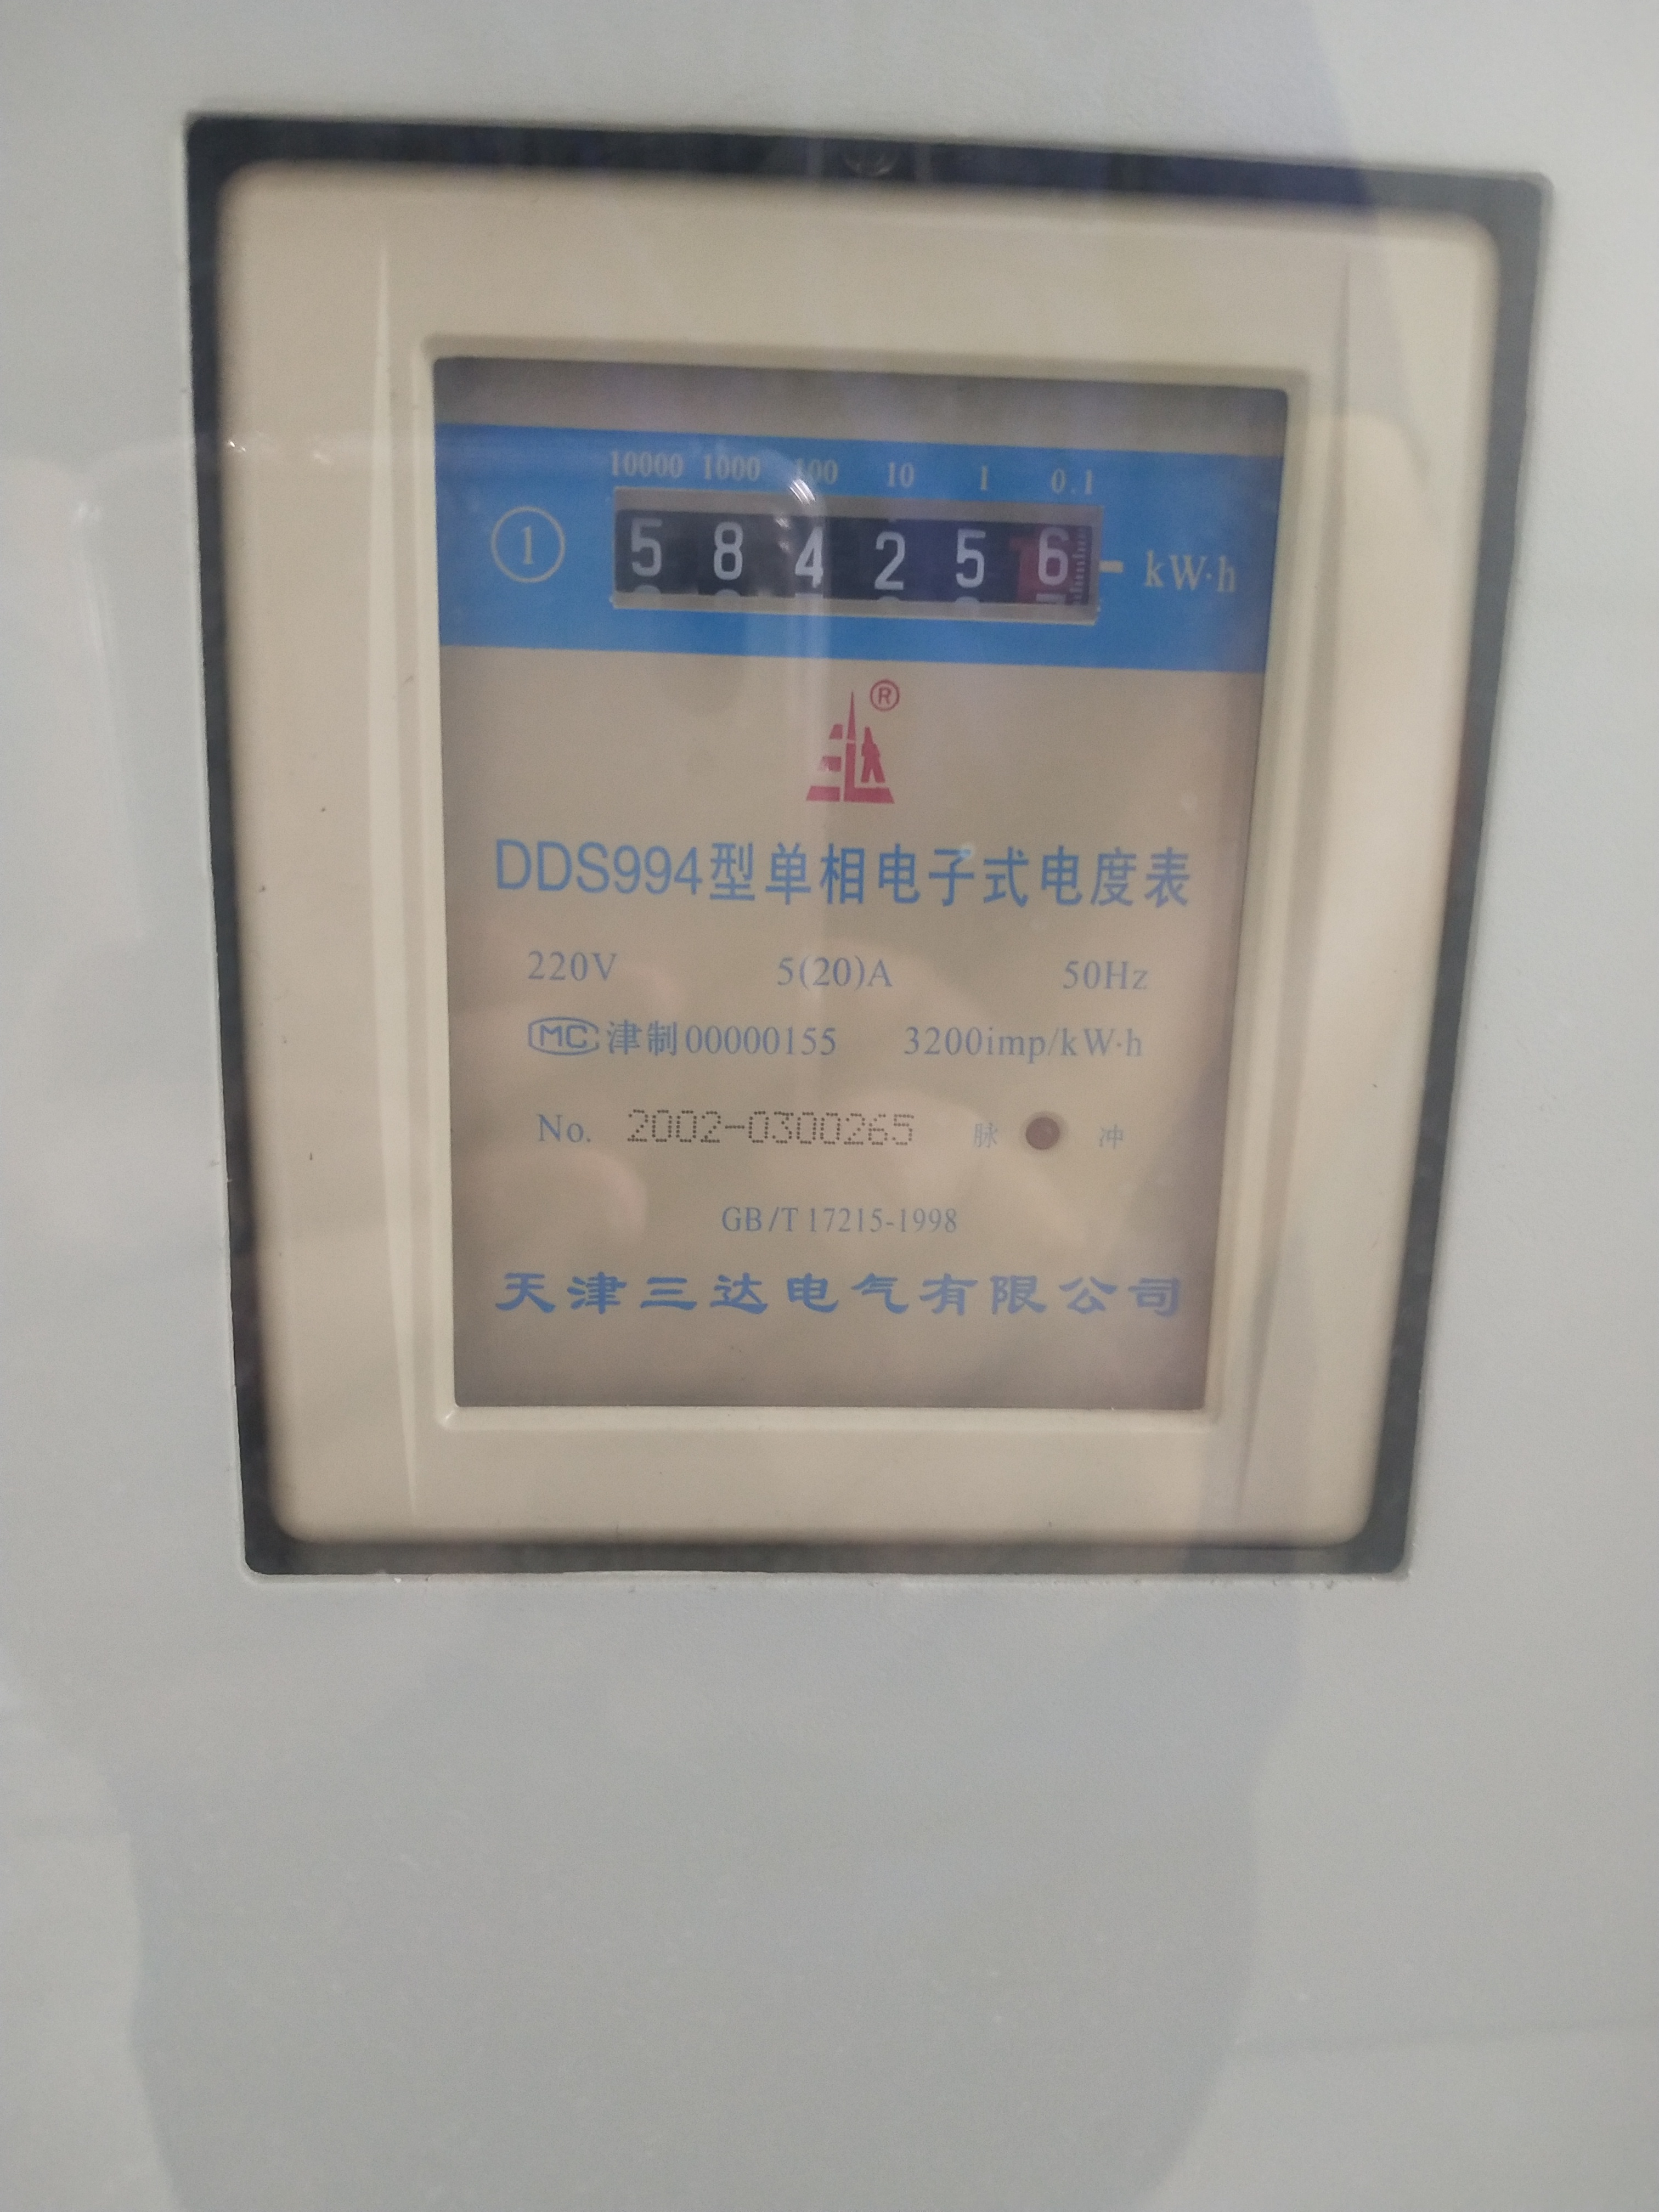 10000 1000 100 10 1 0.1
① 5 8 4 2 5 6 kW·h
三达®
DDS994型单相电子式电度表
220V 5(20)A 50Hz
MC 津制00000155 3200imp/kW·h
No. 2002-0300265 脉 冲
GB/T 17215-1998
天津三达电气有限公司